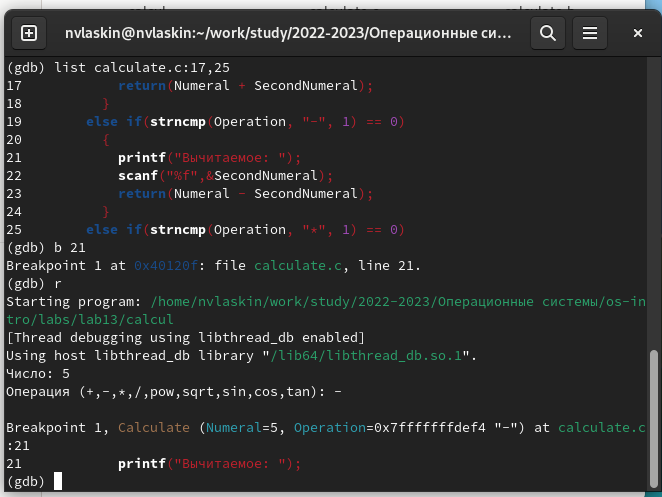 nvlaskin@nvlaskin:~/work/study/2022-2023/Операционные си…
(gdb) list calculate.c:17,25
17            return(Numeral + SecondNumeral);
18          }
19        else if(strncmp(Operation, "-", 1) == 0)
20          {
21            printf("Вычитаемое: ");
22            scanf("%f",&SecondNumeral);
23            return(Numeral - SecondNumeral);
24          }
25        else if(strncmp(Operation, "*", 1) == 0)
(gdb) b 21
Breakpoint 1 at 0x40120f: file calculate.c, line 21.
(gdb) r
Starting program: /home/nvlaskin/work/study/2022-2023/Операционные системы/os-in
tro/labs/lab13/calcul
[Thread debugging using libthread_db enabled]
Using host libthread_db library "/lib64/libthread_db.so.1".
Число: 5
Операция (+,-,*,/,pow,sqrt,sin,cos,tan): -
Breakpoint 1, Calculate (Numeral=5, Operation=0x7fffffffdef4 "-") at calculate.c
:21
21            printf("Вычитаемое: ");
(gdb)